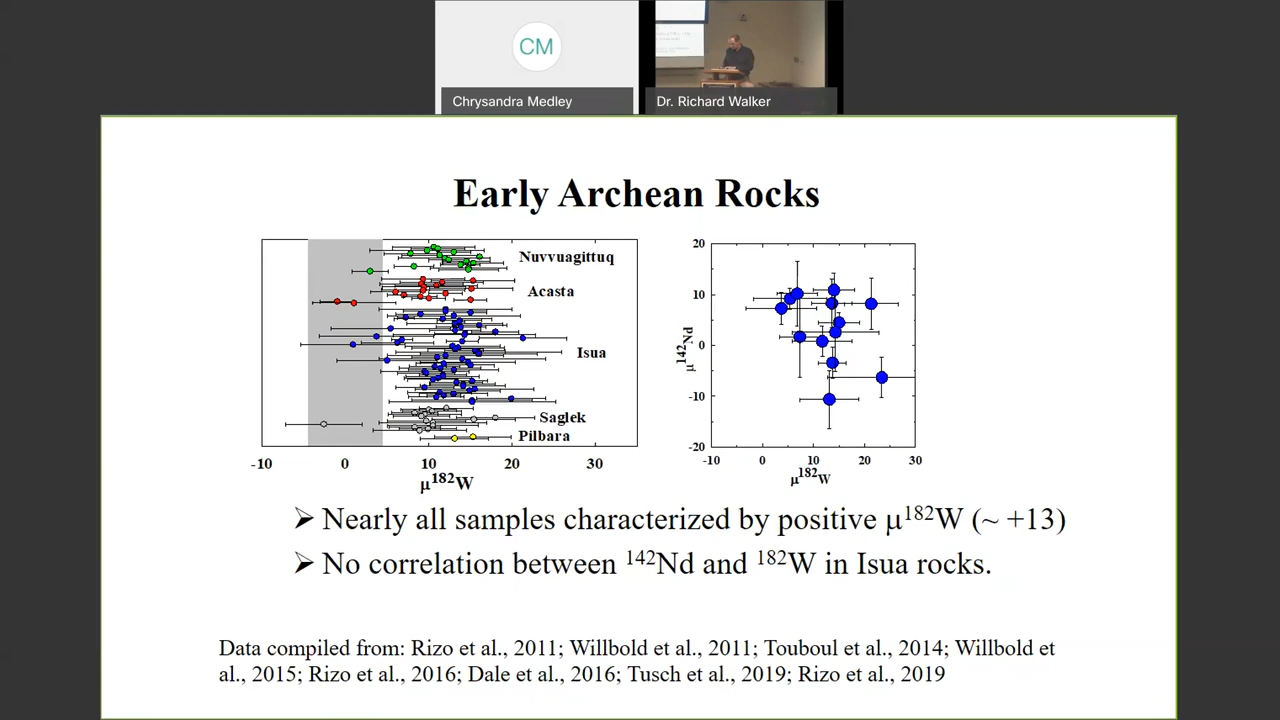 CM
Chrysandra Medley
Dr. Richard Walker
Early Archean Rocks
Nuvvuagittuq
Acasta
Isua
Saglek
Pilbara
-10 0 10 20 30
μ¹⁸²W
20
10
0
-10
-20
μ¹⁴²Nd
-10 0 10 20 30
μ¹⁸²W
➢ Nearly all samples characterized by positive μ¹⁸²W (~ +13)
➢ No correlation between ¹⁴²Nd and ¹⁸²W in Isua rocks.
Data compiled from: Rizo et al., 2011; Willbold et al., 2011; Touboul et al., 2014; Willbold et
al., 2015; Rizo et al., 2016; Dale et al., 2016; Tusch et al., 2019; Rizo et al., 2019